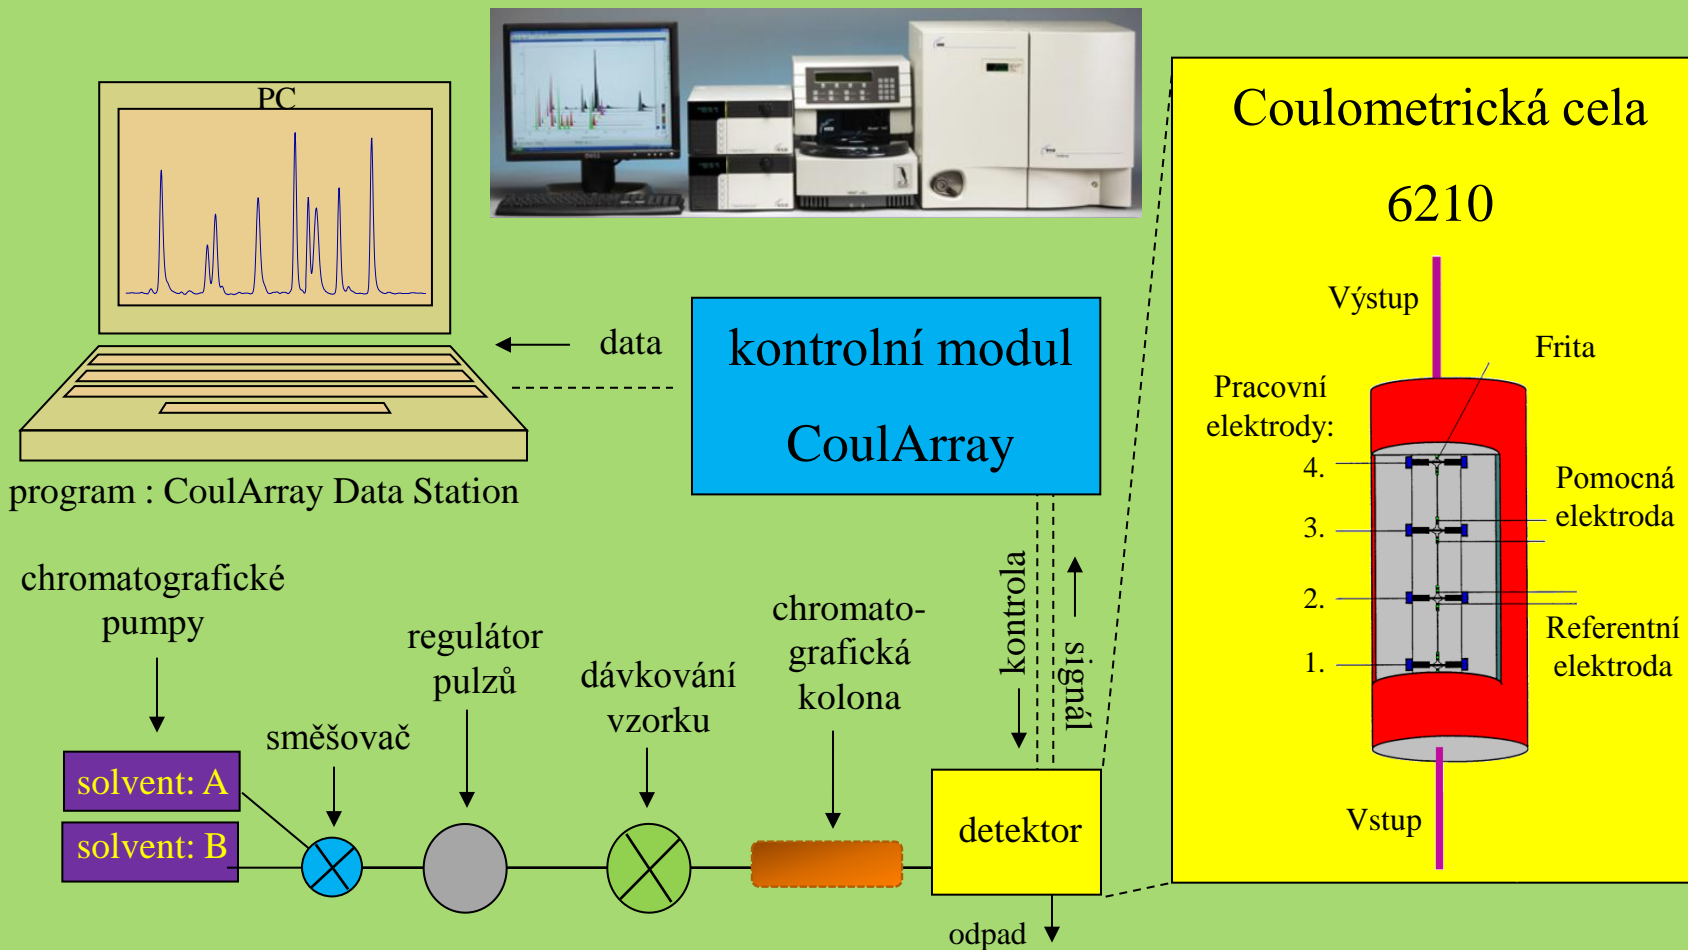 PC
Coulometrická cela
6210
Výstup
Frita
data
kontrolní modul
CoulArray
Pracovní
elektrody:
4.
3.
2.
1.
Pomocná
elektroda
Referentní
elektroda
Vstup
program : CoulArray Data Station
kontrola
signál
chromatografické
pumpy
směšovač
regulátor
pulzů
dávkování
vzorku
chromato-
grafická
kolona
solvent: A
solvent: B
detektor
odpad